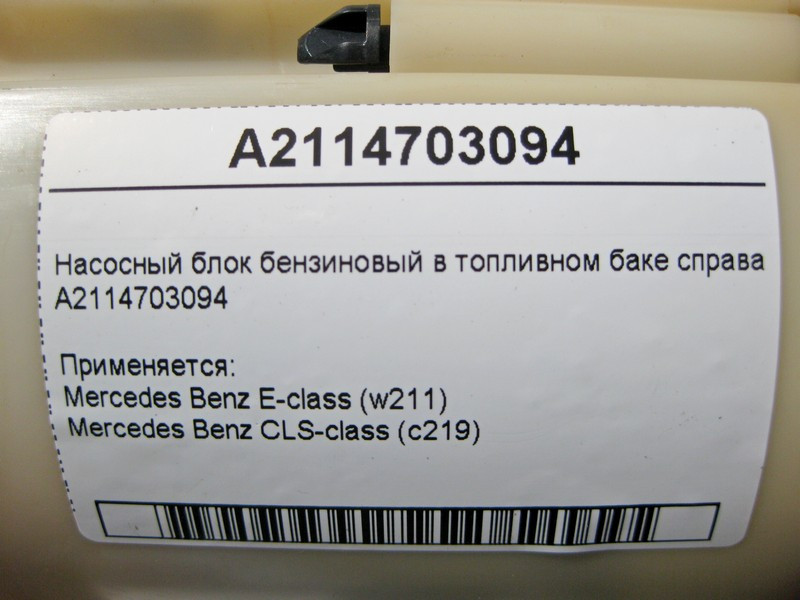 A2114703094
Насосный блок бензиновый в топливном баке справа
A2114703094
Применяется:
Mercedes Benz E-class (w211)
Mercedes Benz CLS-class (c219)